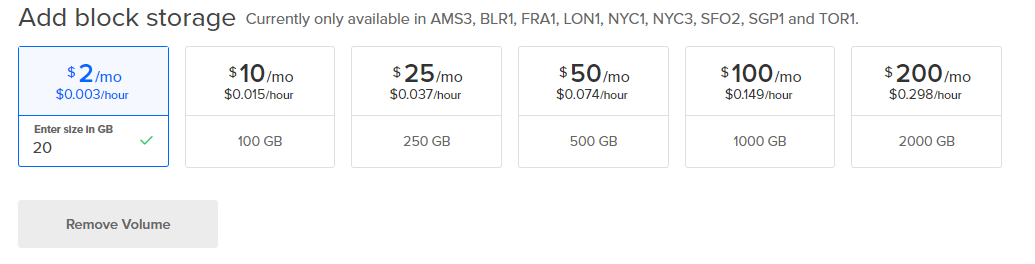 Add block storage Currently only available in AMS3, BLR1, FRA1, LON1, NYC1, NYC3, SFO2, SGP1 and TOR1.
$2/mo $10/mo $25/mo $50/mo $100/mo $200/mo
$0.003/hour $0.015/hour $0.037/hour $0.074/hour $0.149/hour $0.298/hour
Enter size in GB
20 100 GB 250 GB 500 GB 1000 GB 2000 GB
Remove Volume